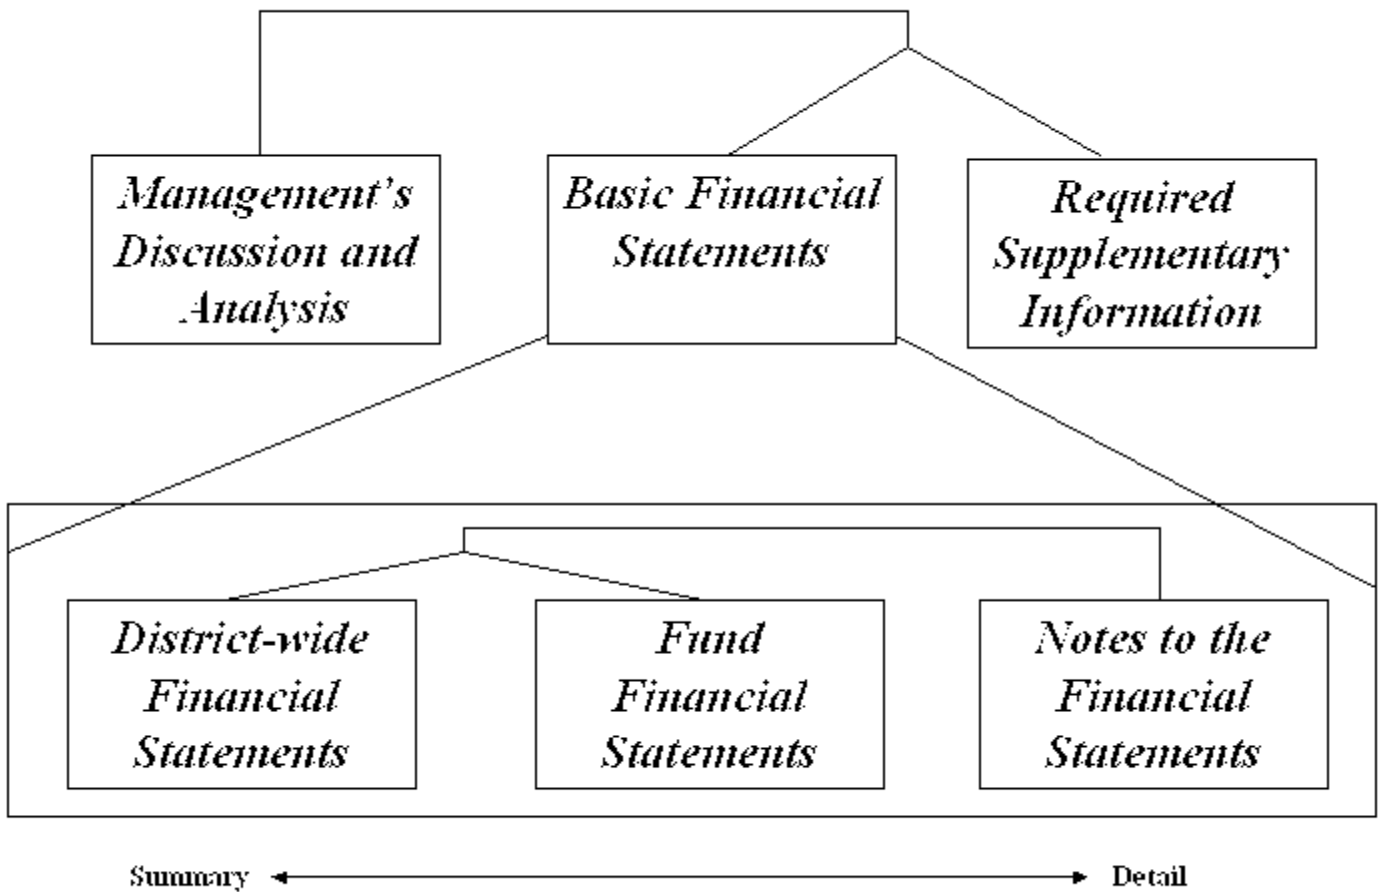 Management's
Discussion and
Analysis
Basic Financial
Statements
Required
Supplementary
Information
District-wide
Financial
Statements
Fund
Financial
Statements
Notes to the
Financial
Statements
Summary
Detail